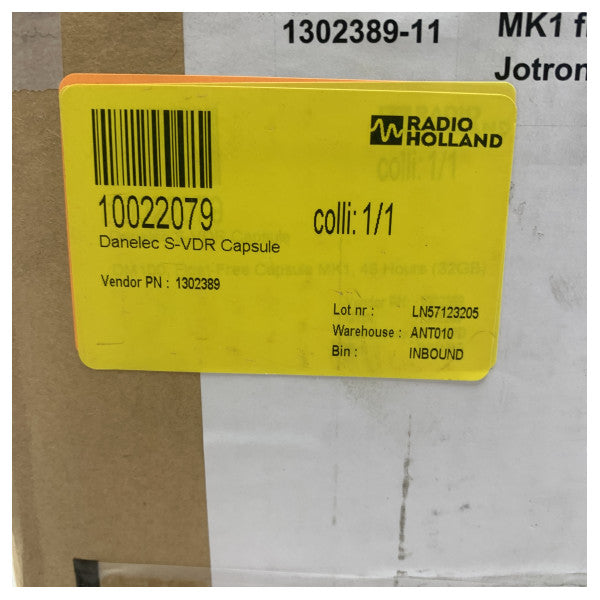 1302389-11
MK1 f
Jotron
RADIO
HOLLAND
10022079
colli: 1/1
Danelec S-VDR Capsule
Vendor PN : 1302389
Lot nr : LN57123205
Warehouse : ANT010
Bin : INBOUND